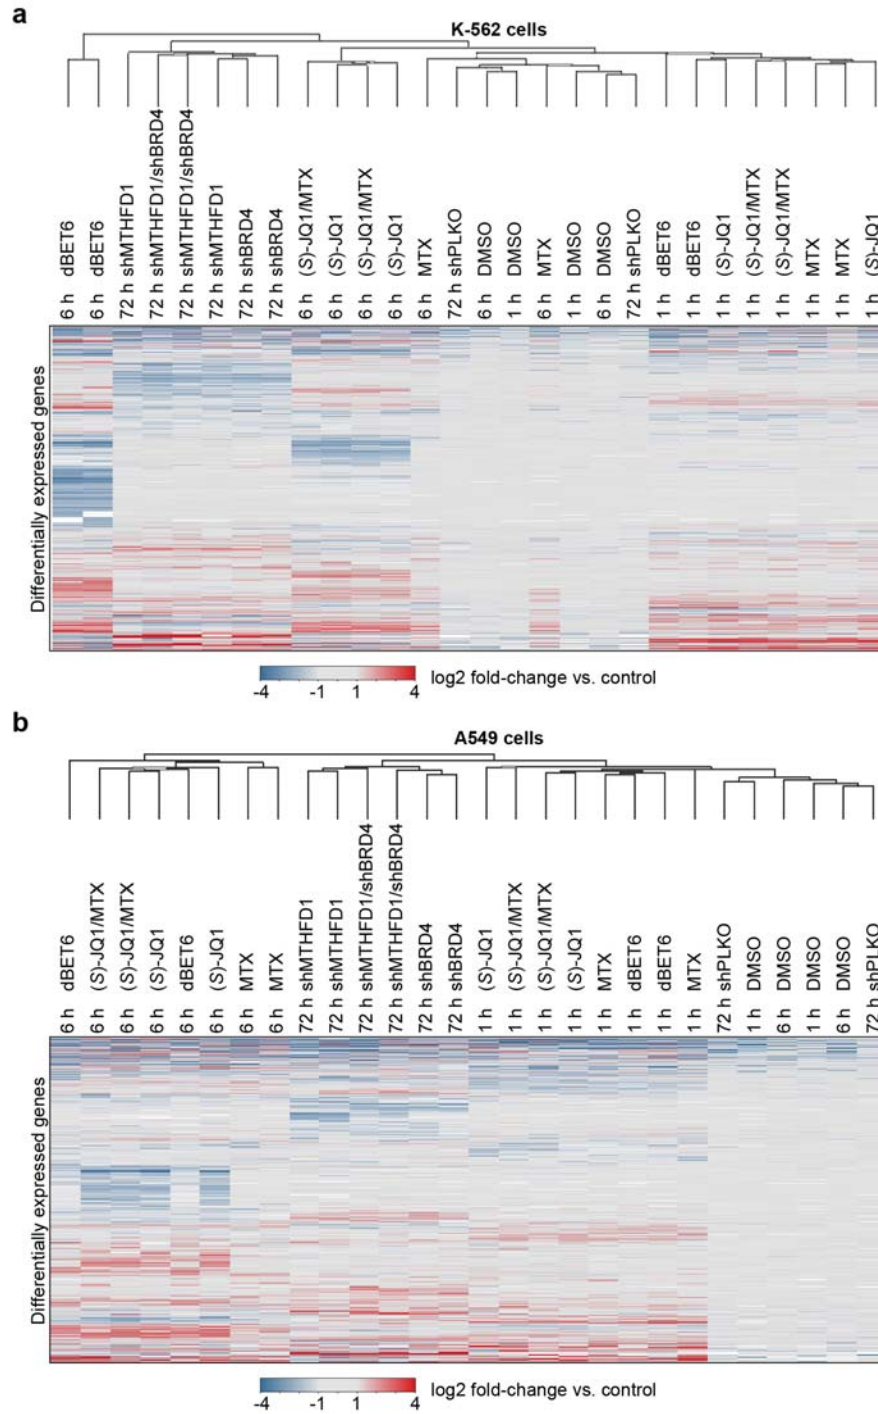 a
K-562 cells
6 h dBET6
6 h dBET6
72 h shMTHFD1
72 h shMTHFD1/shBRD4
72 h shMTHFD1/shBRD4
72 h shMTHFD1
72 h shBRD4
72 h shBRD4
6 h (S)-JQ1/MTX
6 h (S)-JQ1
6 h (S)-JQ1/MTX
6 h (S)-JQ1
6 h MTX
72 h shPLKO
6 h DMSO
1 h DMSO
6 h MTX
1 h DMSO
6 h DMSO
72 h shPLKO
1 h dBET6
1 h dBET6
1 h (S)-JQ1
1 h (S)-JQ1/MTX
1 h (S)-JQ1/MTX
1 h MTX
1 h MTX
1 h (S)-JQ1
Differentially expressed genes
-4 -1 1 4
log2 fold-change vs. control
b
A549 cells
6 h dBET6
6 h (S)-JQ1/MTX
6 h (S)-JQ1/MTX
6 h (S)-JQ1
6 h dBET6
6 h (S)-JQ1
6 h MTX
6 h MTX
72 h shMTHFD1
72 h shMTHFD1
72 h shMTHFD1/shBRD4
72 h shMTHFD1/shBRD4
72 h shBRD4
72 h shBRD4
1 h (S)-JQ1
1 h (S)-JQ1/MTX
1 h (S)-JQ1/MTX
1 h (S)-JQ1
1 h MTX
1 h dBET6
1 h dBET6
1 h MTX
72 h shPLKO
1 h DMSO
6 h DMSO
1 h DMSO
6 h DMSO
72 h shPLKO
Differentially expressed genes
-4 -1 1 4
log2 fold-change vs. control